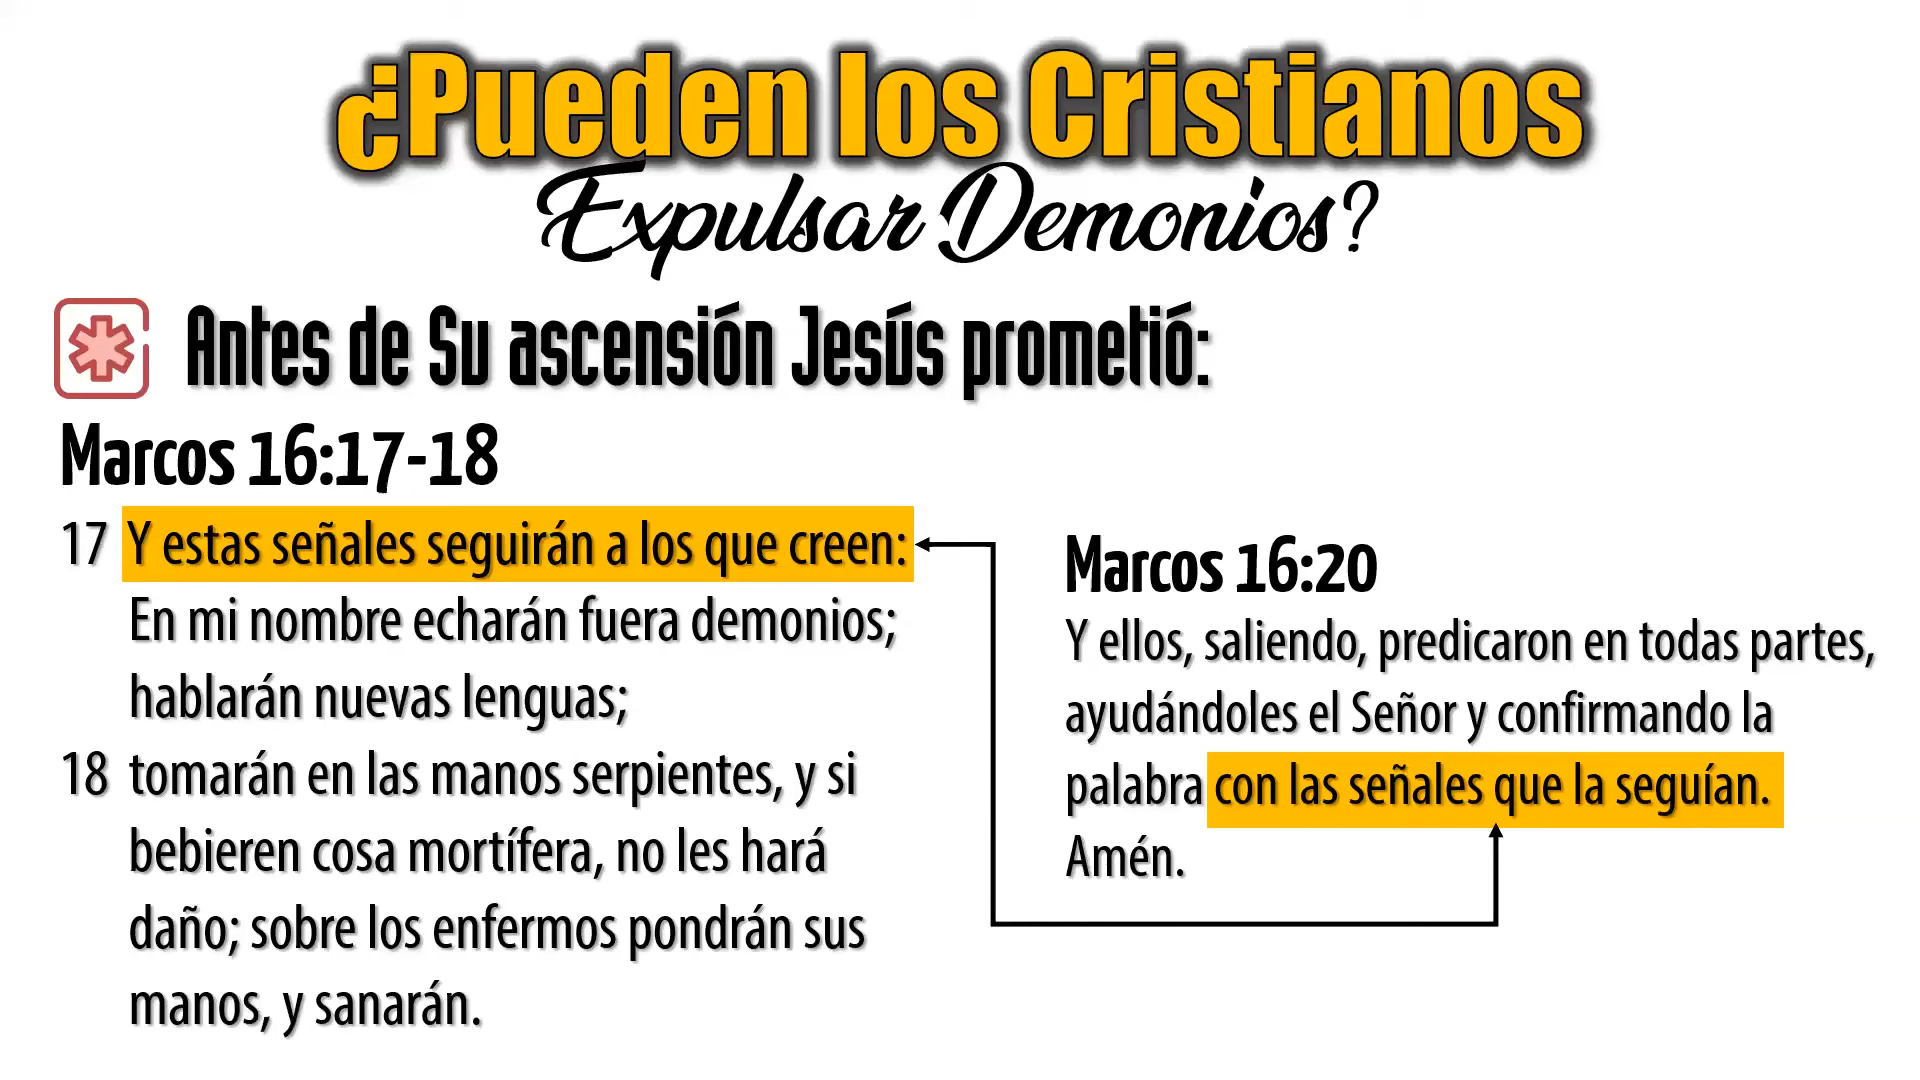 ¿Pueden los Cristianos
Expulsar Demonios?
Antes de Su ascensión Jesús prometió:
Marcos 16:17-18
17 Y estas señales seguirán a los que creen:
En mi nombre echarán fuera demonios;
hablarán nuevas lenguas;
18 tomarán en las manos serpientes, y si
bebieren cosa mortífera, no les hará
daño; sobre los enfermos pondrán sus
manos, y sanarán.
Marcos 16:20
Y ellos, saliendo, predicaron en todas partes,
ayudándoles el Señor y confirmando la
palabra con las señales que la seguían.
Amén.